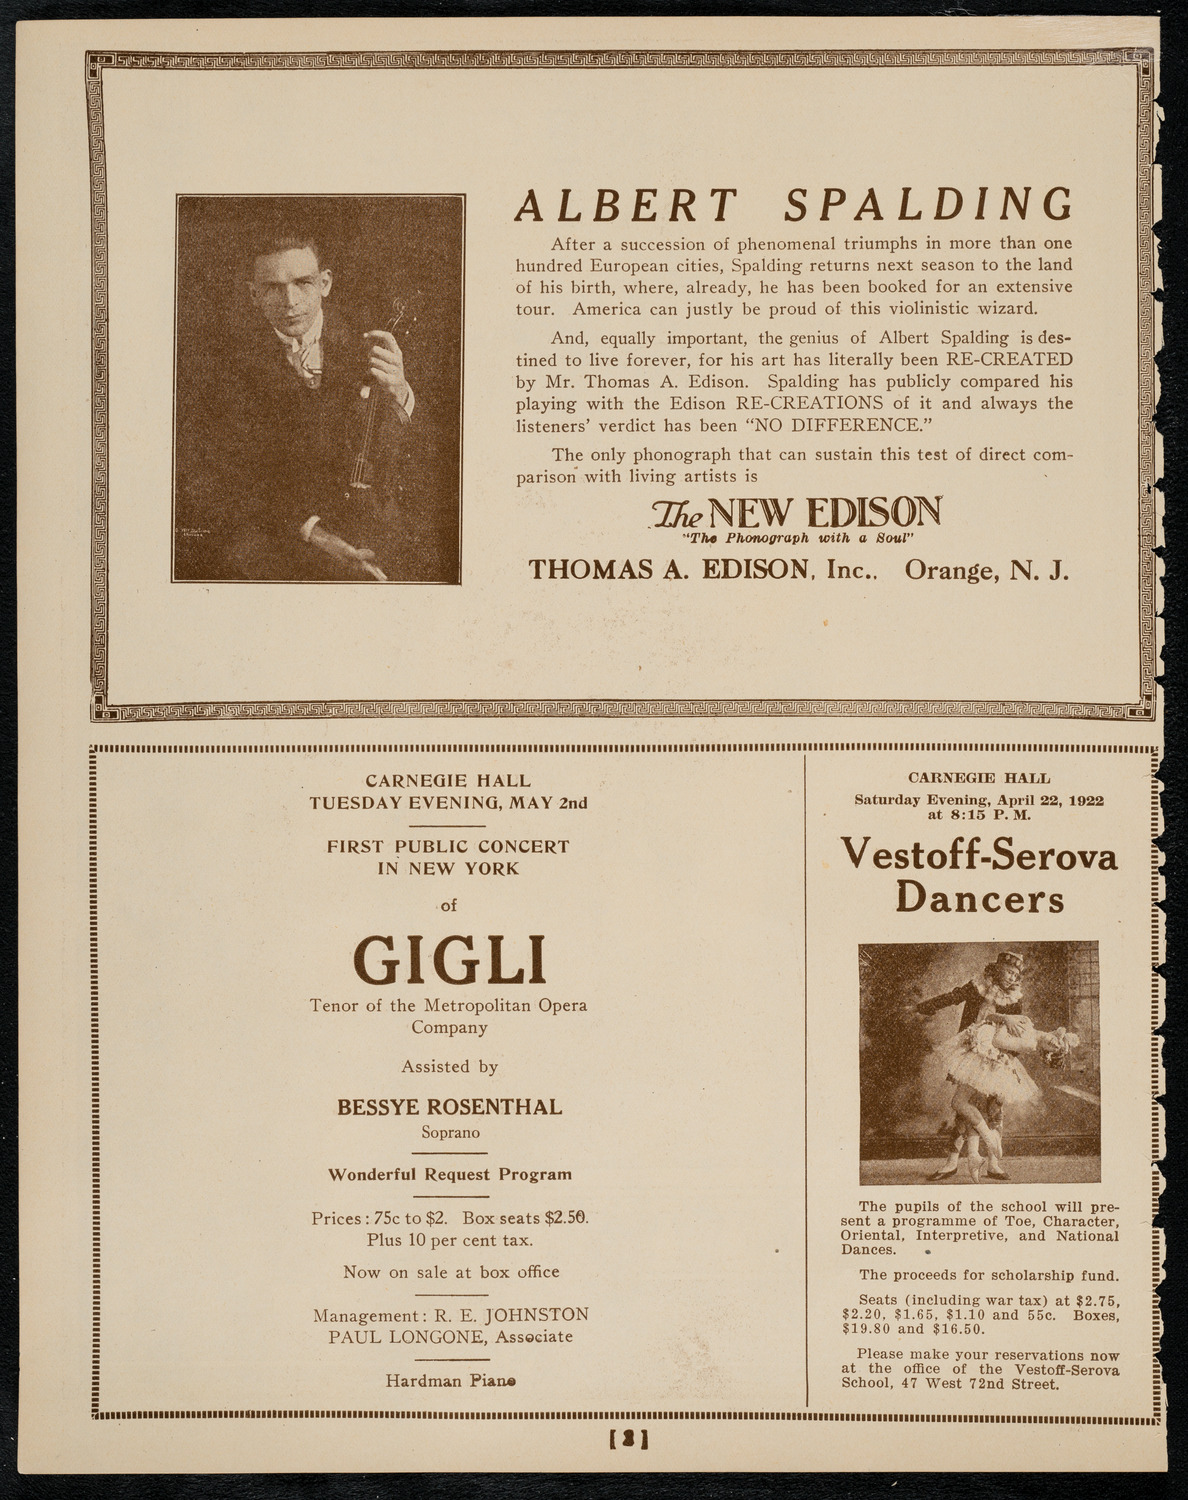 ALBERT SPALDING
After a succession of phenomenal triumphs in more than one
hundred European cities, Spalding returns next season to the land
of his birth, where, already, he has been booked for an extensive
tour. America can justly be proud of this violinistic wizard.
And, equally important, the genius of Albert Spalding is des-
tined to live forever, for his art has literally been RE-CREATED
by Mr. Thomas A. Edison. Spalding has publicly compared his
playing with the Edison RE-CREATIONS of it and always the
listeners' verdict has been "NO DIFFERENCE."
The only phonograph that can sustain this test of direct com-
parison with living artists is
The NEW EDISON
"The Phonograph with a Soul"
THOMAS A. EDISON, Inc., Orange, N. J.
CARNEGIE HALL
TUESDAY EVENING, MAY 2nd
FIRST PUBLIC CONCERT
IN NEW YORK
of
GIGLI
Tenor of the Metropolitan Opera
Company
Assisted by
BESSYE ROSENTHAL
Soprano
Wonderful Request Program
Prices: 75c to $2. Box seats $2.50.
Plus 10 per cent tax.
Now on sale at box office
Management: R. E. JOHNSTON
PAUL LONGONE, Associate
Hardman Piano
CARNEGIE HALL
Saturday Evening, April 22, 1922
at 8:15 P. M.
Vestoff-Serova
Dancers
The pupils of the school will pre-
sent a programme of Toe, Character,
Oriental, Interpretive, and National
Dances.
The proceeds for scholarship fund.
Seats (including war tax) at $2.75,
$2.20, $1.65, $1.10 and 55c. Boxes,
$19.80 and $16.50.
Please make your reservations now
at the office of the Vestoff-Serova
School, 47 West 72nd Street.